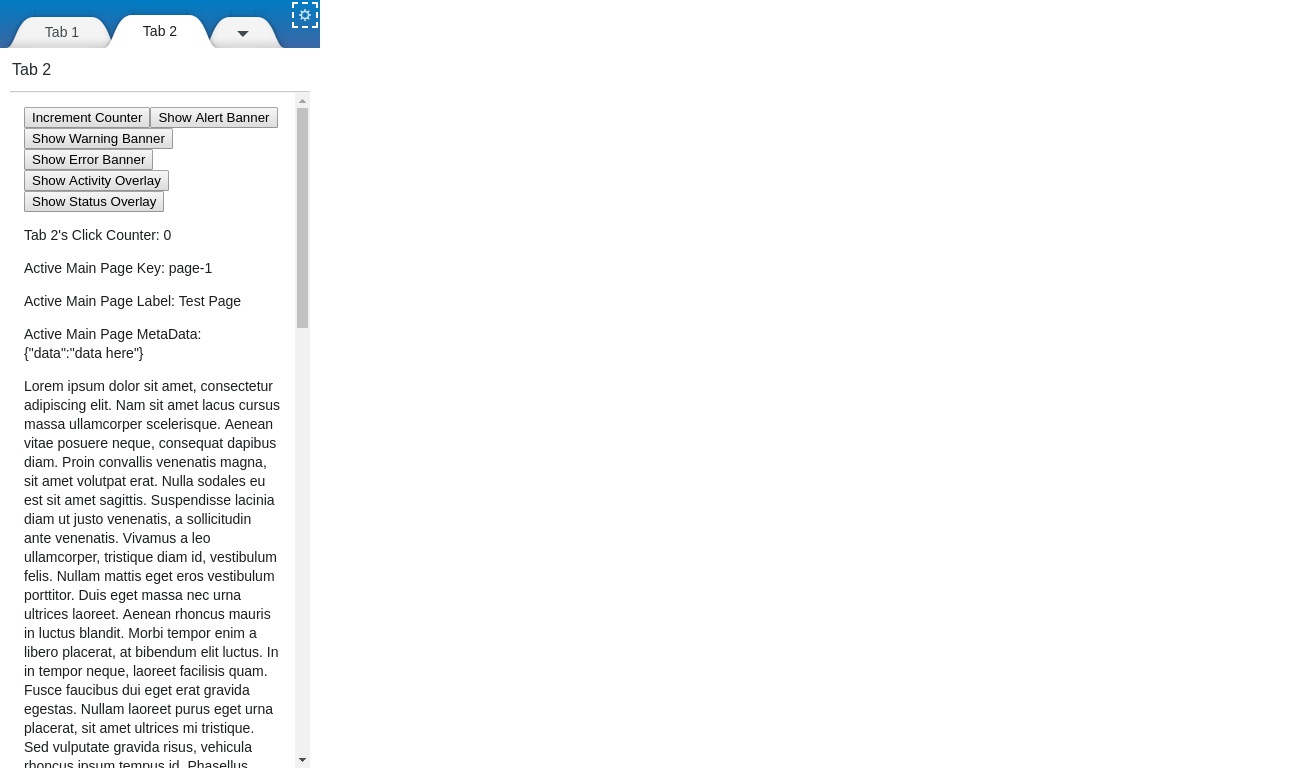 Tab 1
Tab 2
Tab 2
Increment Counter
Show Alert Banner
Show Warning Banner
Show Error Banner
Show Activity Overlay
Show Status Overlay
Tab 2's Click Counter: 0
Active Main Page Key: page-1
Active Main Page Label: Test Page
Active Main Page MetaData:
{"data":"data here"}
Lorem ipsum dolor sit amet, consectetur
adipiscing elit. Nam sit amet lacus cursus
massa ullamcorper scelerisque. Aenean
vitae posuere neque, consequat dapibus
diam. Proin convallis venenatis magna,
sit amet volutpat erat. Nulla sodales eu
est sit amet sagittis. Suspendisse lacinia
diam ut justo venenatis, a sollicitudin
ante venenatis. Vivamus a leo
ullamcorper, tristique diam id, vestibulum
felis. Nullam mattis eget eros vestibulum
porttitor. Duis eget massa nec urna
ultrices laoreet. Aenean rhoncus mauris
in luctus blandit. Morbi tempor enim a
libero placerat, at bibendum elit luctus. In
in tempor neque, laoreet facilisis quam.
Fusce faucibus dui eget erat gravida
egestas. Nullam laoreet purus eget urna
placerat, sit amet ultrices mi tristique.
Sed vulputate gravida risus, vehicula
rhoncus ipsum tempus id. Phasellus